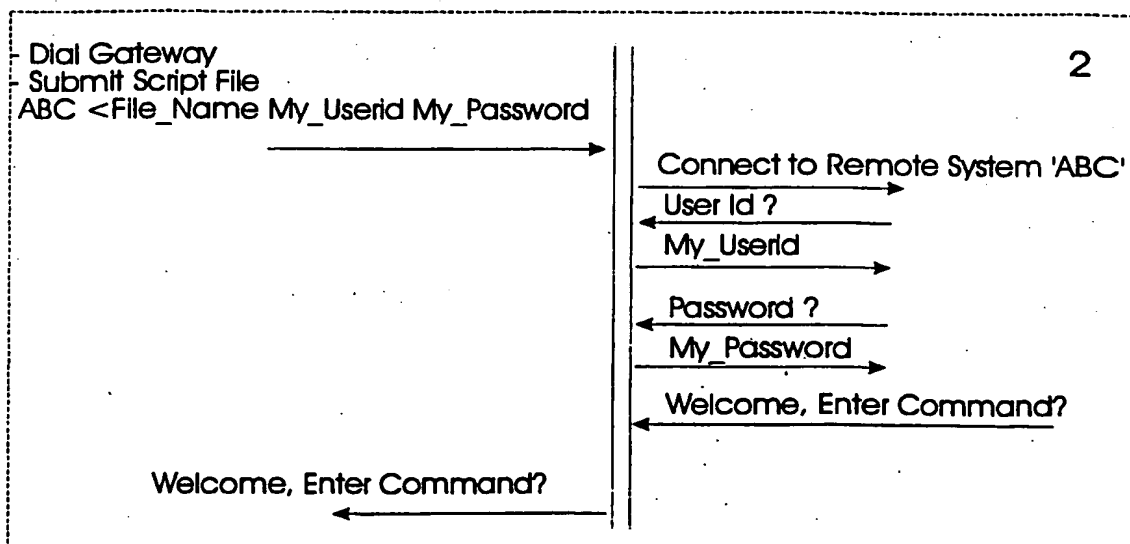 - Dial Gateway
2
- Submit Script File
ABC <File_Name My_Userid My_Password
Connect to Remote System 'ABC'
User Id ?
My_Userid
Password ?
My_Password
Welcome, Enter Command?
Welcome, Enter Command?